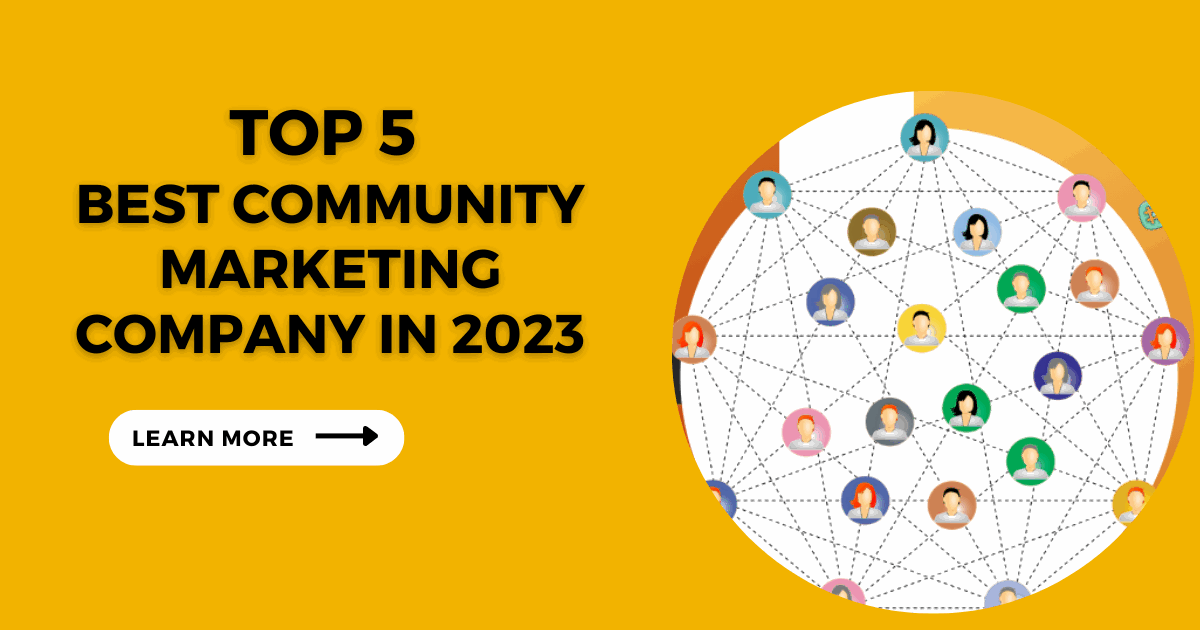 TOP 5
BEST COMMUNITY
MARKETING
COMPANY IN 2023
LEARN MORE